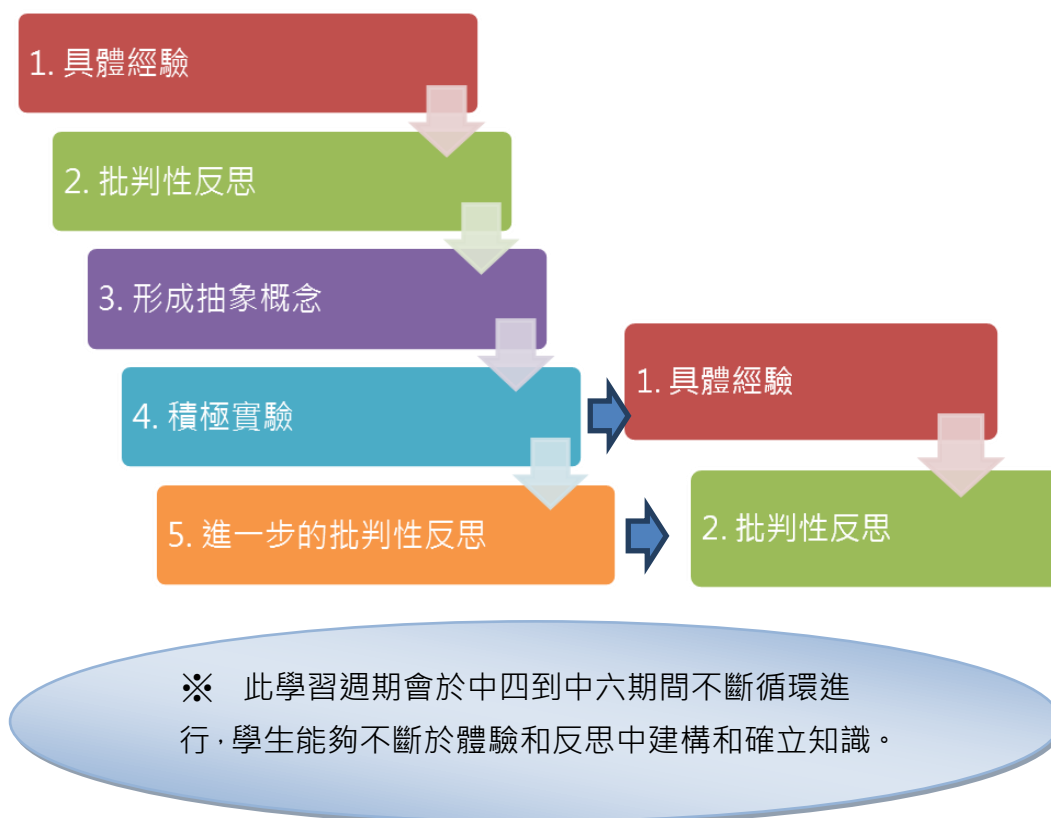 1. 具體經驗
2. 批判性反思
3. 形成抽象概念
4. 積極實驗
5. 進一步的批判性反思
1. 具體經驗
2. 批判性反思
※ 此學習週期會於中四到中六期間不斷循環進
行，學生能夠不斷於體驗和反思中建構和確立知識。